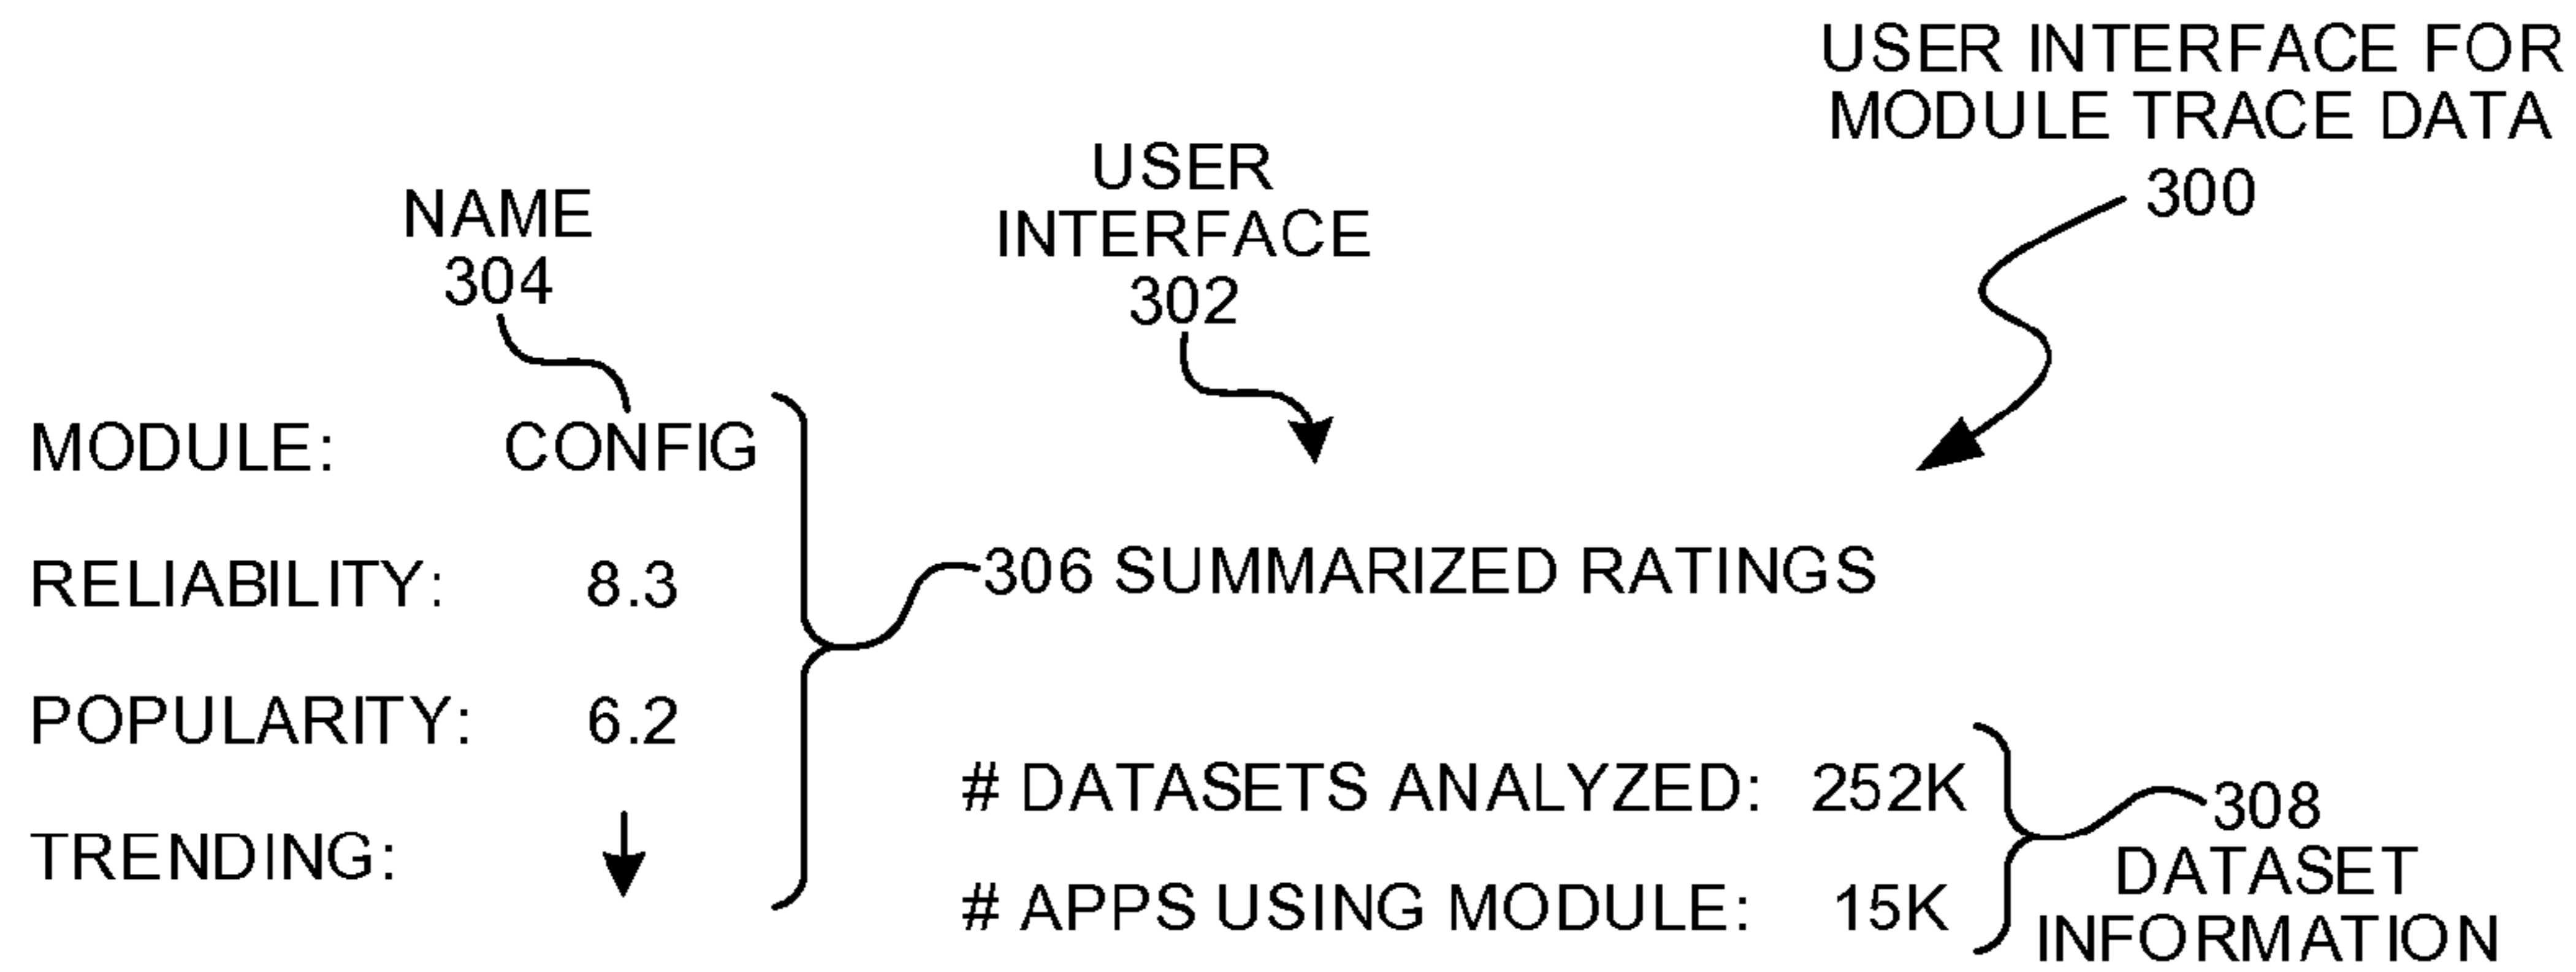 USER INTERFACE FOR
MODULE TRACE DATA
300
USER
INTERFACE
302
NAME
304
MODULE: CONFIG
RELIABILITY: 8.3
306 SUMMARIZED RATINGS
POPULARITY: 6.2
TRENDING:
# DATASETS ANALYZED: 252K
# APPS USING MODULE: 15K
308
DATASET
INFORMATION